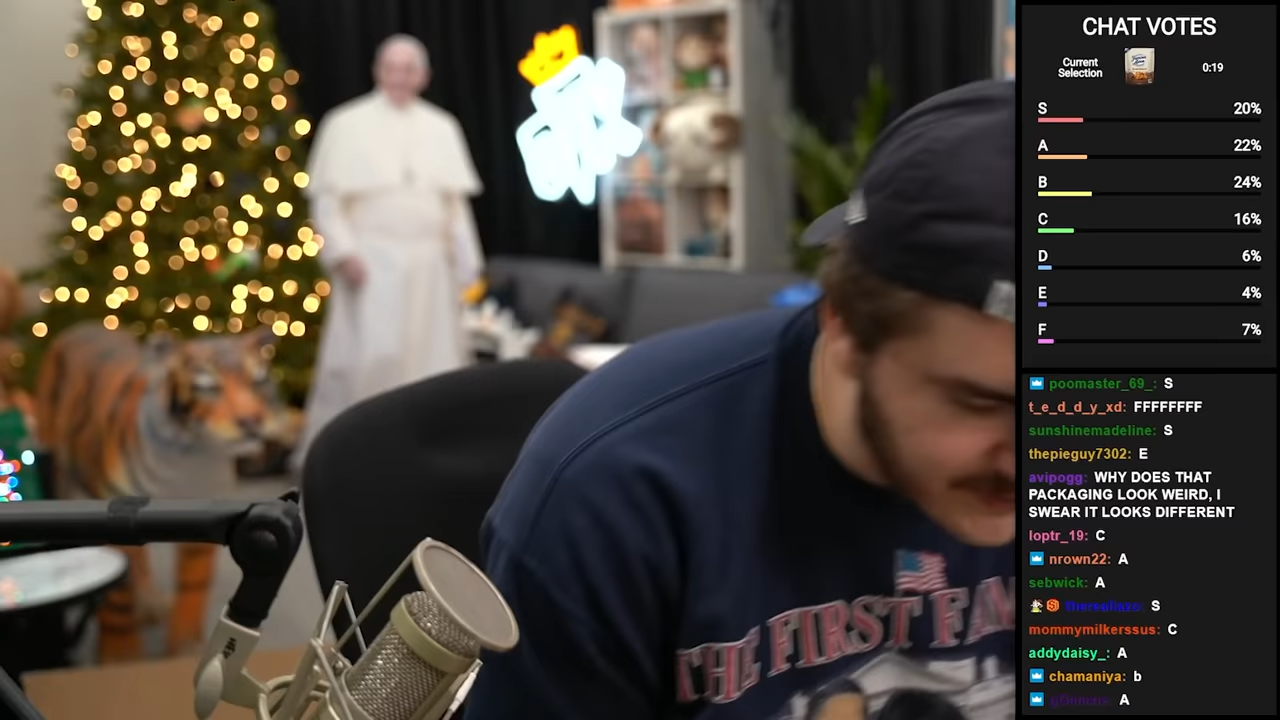 CHAT VOTES
Current
Selection
0:19
S 20%
A 22%
B 24%
C 16%
D 6%
E 4%
F 7%
poomaster_69_: S
t_e_d_d_y_xd: FFFFFFFF
sunshinemadeline: S
thepieguy7302: E
avipogg: WHY DOES THAT
PACKAGING LOOK WEIRD, I
SWEAR IT LOOKS DIFFERENT
loptr_19: C
nrown22: A
sebwick: A
S
mommymilkerssus: C
addydaisy_: A
chamaniya: b
A
THE FIRST FAM